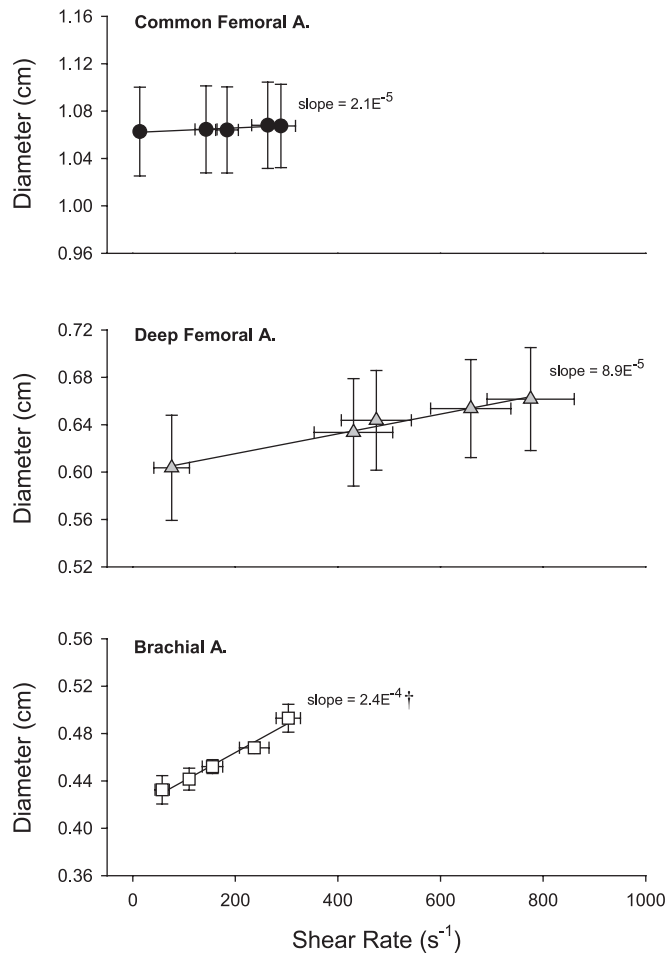 Common Femoral A.
1.16
1.12
1.08
1.04
1.00
0.96
Diameter (cm)
slope = 2.1E⁻⁵
Deep Femoral A.
0.72
0.68
0.64
0.60
0.56
0.52
Diameter (cm)
slope = 8.9E⁻⁵
Brachial A.
0.56
0.52
0.48
0.44
0.40
0.36
Diameter (cm)
slope = 2.4E⁻⁴ †
0 200 400 600 800 1000
Shear Rate (s⁻¹)